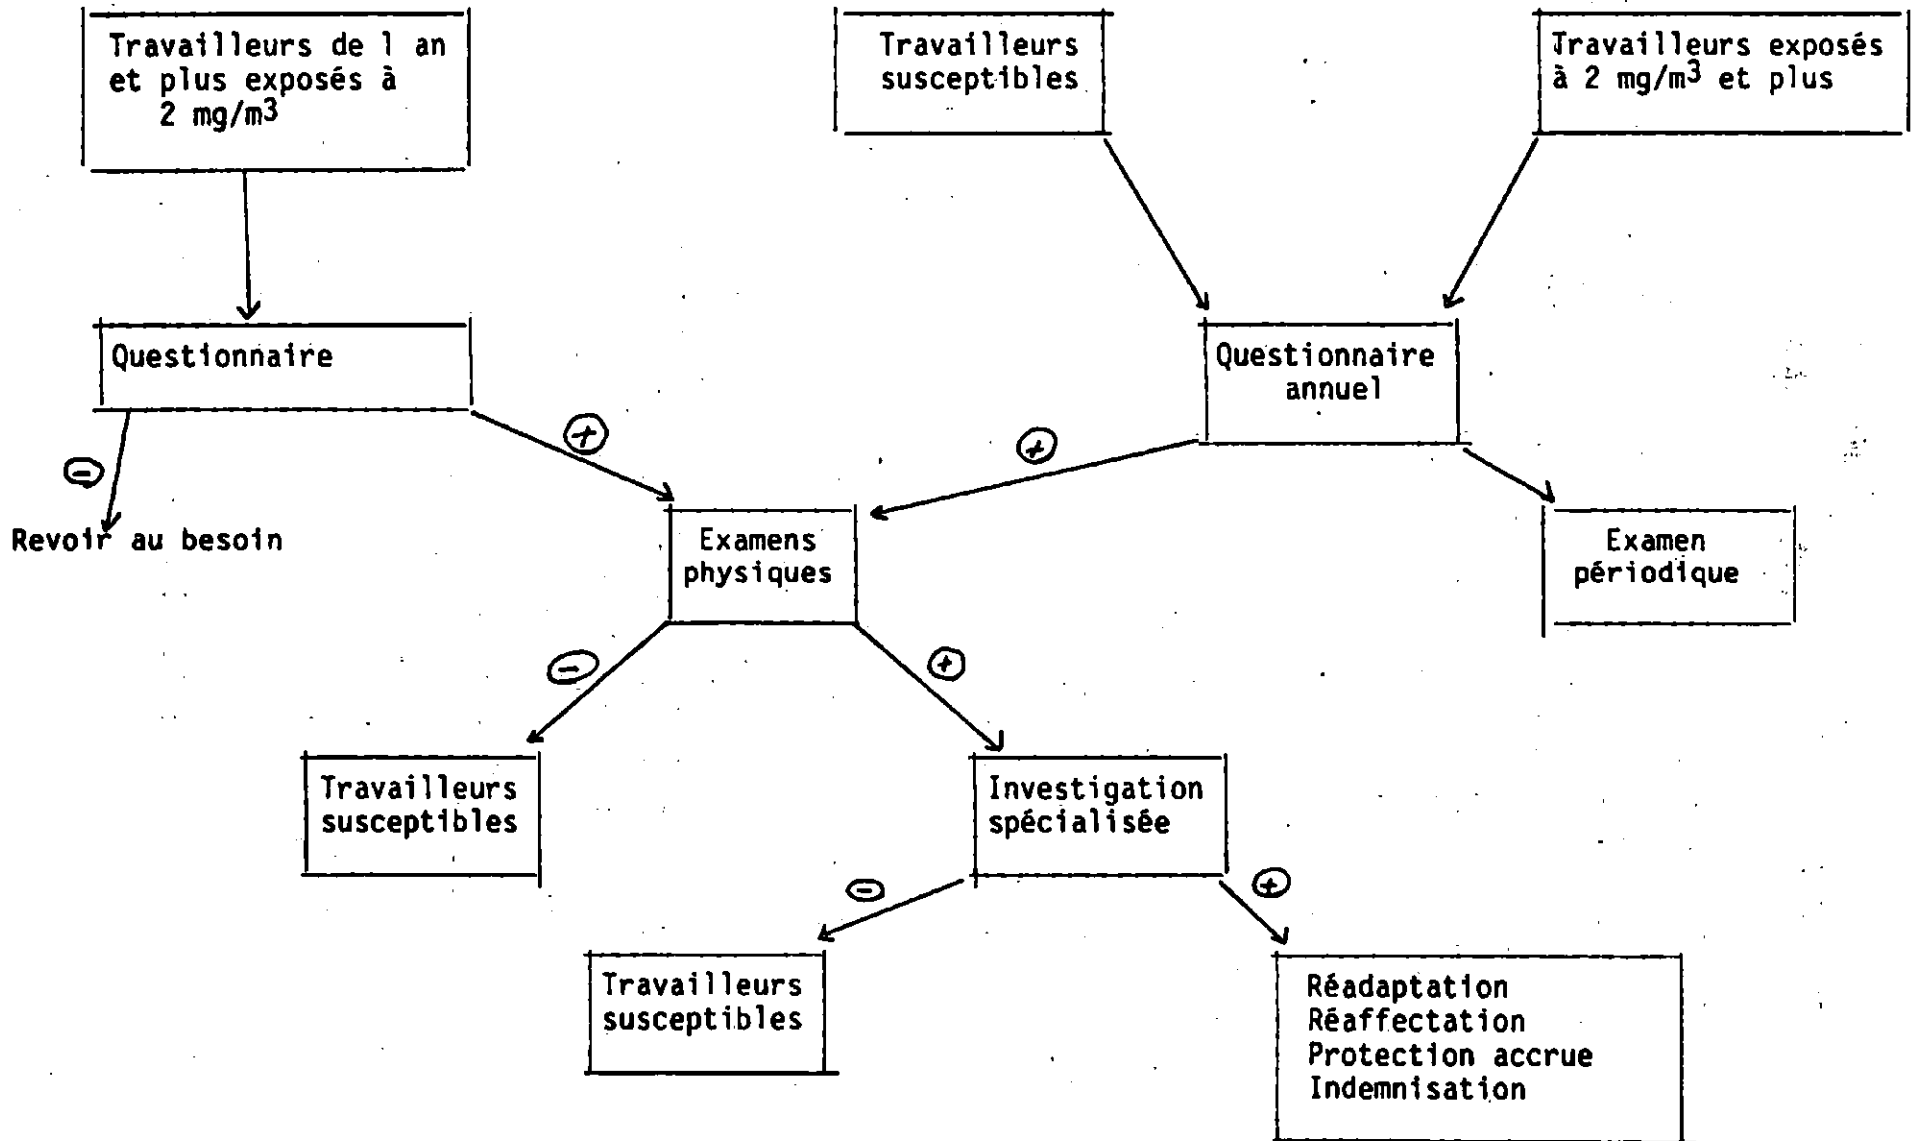 Travailleurs de 1 an
et plus exposés à
2 mg/m³
Travailleurs
susceptibles
Travailleurs exposés
à 2 mg/m³ et plus
Questionnaire
Questionnaire
annuel
+
+
-
Revoir au besoin
Examens
physiques
Examen
périodique
-
+
Travailleurs
susceptibles
Investigation
spécialisée
-
+
Travailleurs
susceptibles
Réadaptation
Réaffectation
Protection accrue
Indemnisation